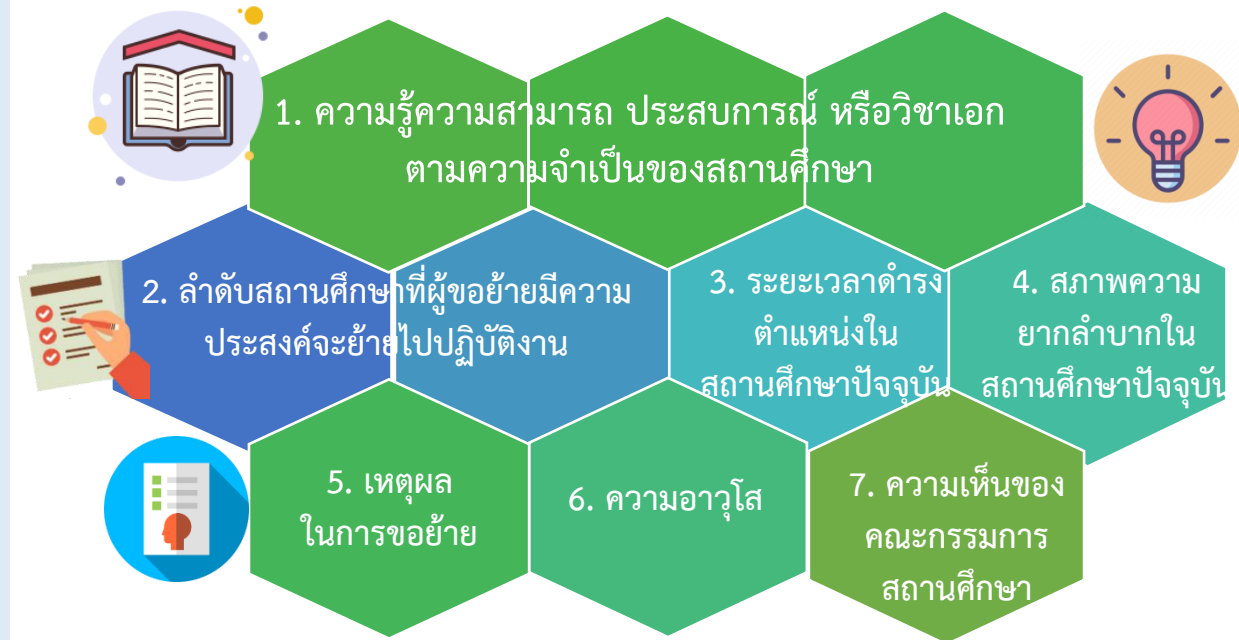 1. ความรู้ความสามารถ ประสบการณ์ หรือวิชาเอก
ตามความจำเป็นของสถานศึกษา
2. ลำดับสถานศึกษาที่ผู้ขอย้ายมีความ
ประสงค์จะย้ายไปปฏิบัติงาน
3. ระยะเวลาดำรง
ตำแหน่งใน
สถานศึกษาปัจจุบัน
4. สภาพความ
ยากลำบากใน
สถานศึกษาปัจจุบัน
5. เหตุผล
ในการขอย้าย
6. ความอาวุโส
7. ความเห็นของ
คณะกรรมการ
สถานศึกษา